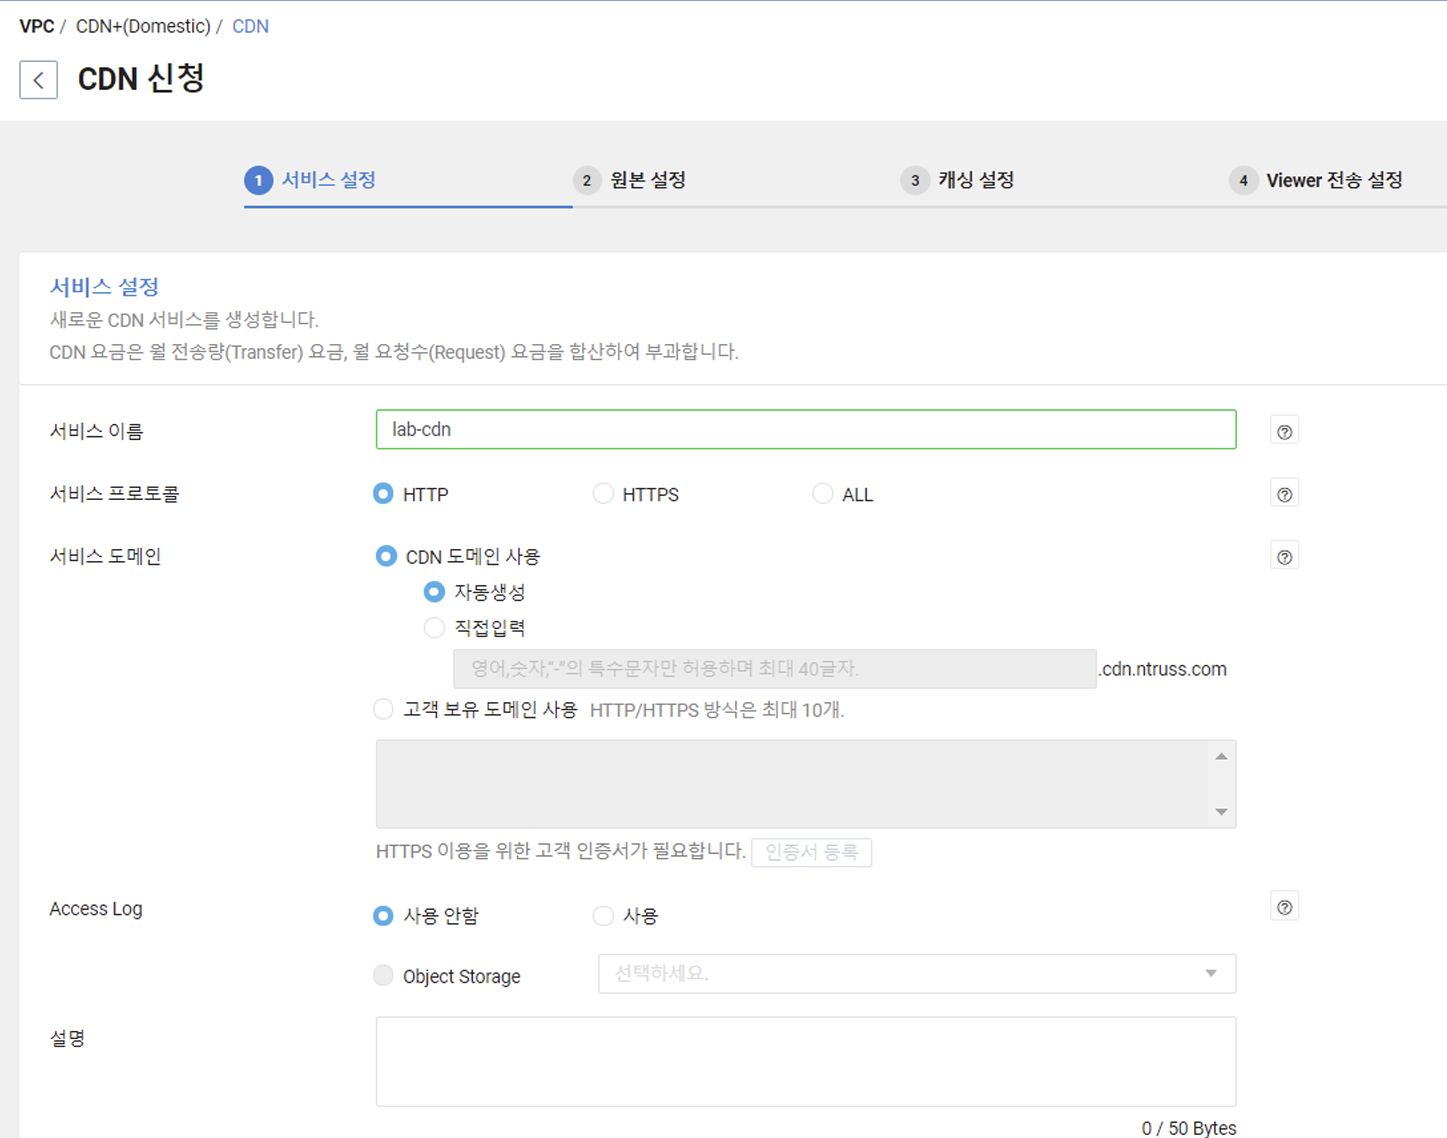 VPC / CDN+(Domestic) / CDN
CDN 신청
1 서비스 설정
2 원본 설정
3 캐싱 설정
4 Viewer 전송 설정
서비스 설정
새로운 CDN 서비스를 생성합니다.
CDN 요금은 월 전송량(Transfer) 요금, 월 요청수(Request) 요금을 합산하여 부과합니다.
서비스 이름 lab-cdn ?
서비스 프로토콜 HTTP HTTPS ALL ?
서비스 도메인 CDN 도메인 사용 ?
자동생성
직접입력
영어,숫자,“-”의 특수문자만 허용하며 최대 40글자. .cdn.ntruss.com
고객 보유 도메인 사용 HTTP/HTTPS 방식은 최대 10개.
HTTPS 이용을 위한 고객 인증서가 필요합니다. 인증서 등록
Access Log 사용 안함 사용 ?
Object Storage 선택하세요.
설명
0 / 50 Bytes